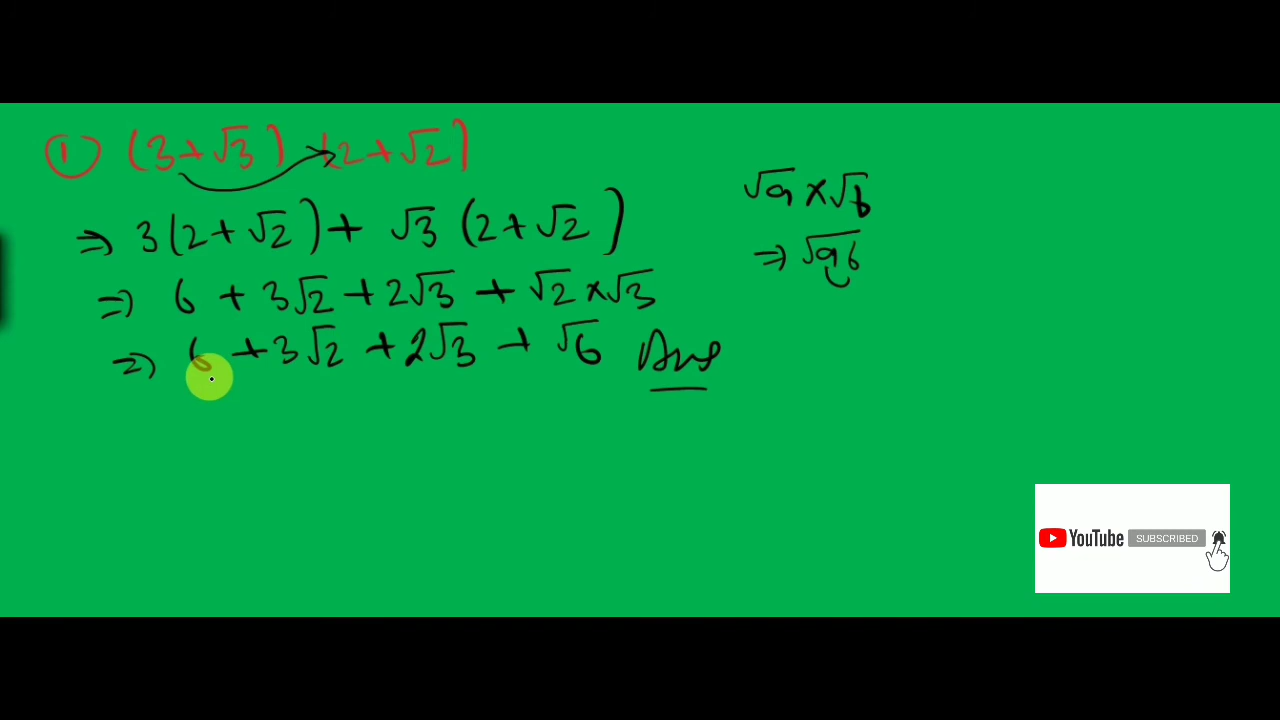 ① (3+√3) (2+√2)
⇒ 3(2+√2)+ √3 (2+√2)
⇒ 6 + 3√2 +2√3 + √2 ×√3
⇒ 6 +3√2 +2√3 + √6 Ans
√a ×√b
⇒ √ab
YouTube SUBSCRIBED